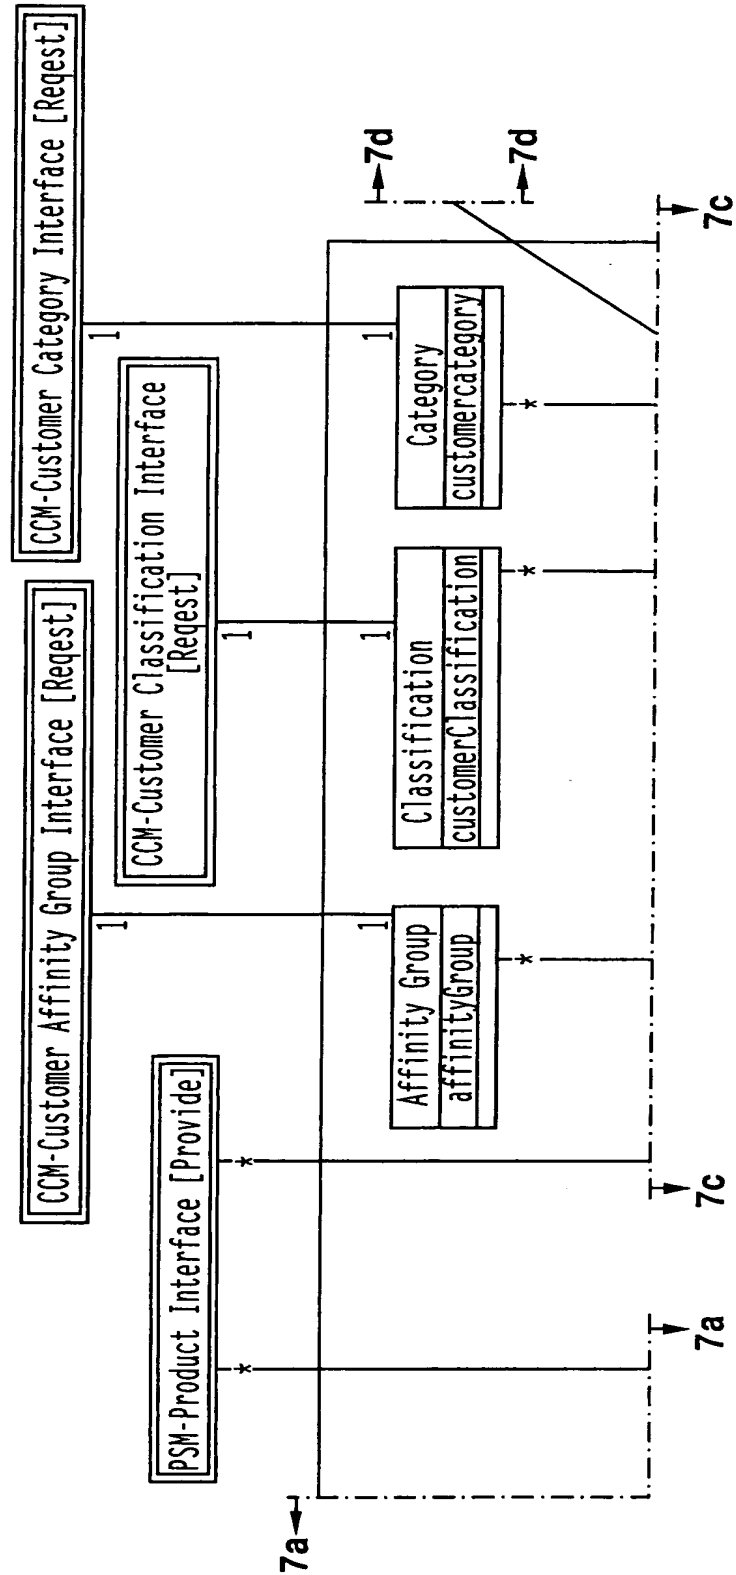 CCM-Customer Category Interface [Reqest]
CCM-Customer Affinity Group Interface [Reqest]
CCM-Customer Classification Interface
[Reqest]
PSM-Product Interface [Provide]
1
1
1
*
*
7a
7d
7d
1
1
1
Affinity Group
affinityGroup
Classification
customerClassification
Category
customercategory
*
*
*
7a
7c
7c